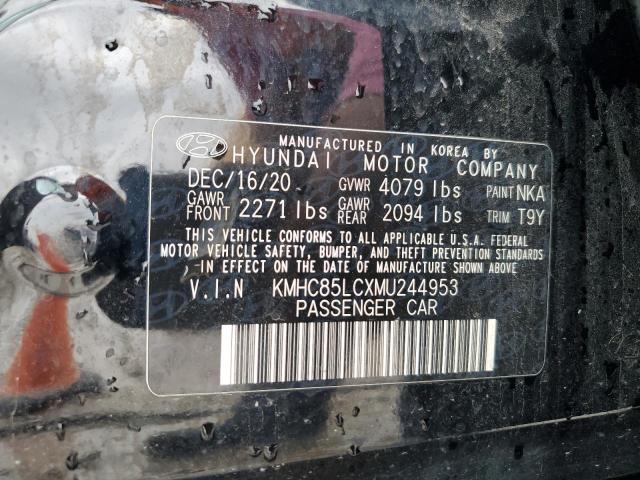 MANUFACTURED IN KOREA BY
HYUNDAI MOTOR COMPANY
DEC/16/20 GVWR 4079 lbs PAINT NKA
GAWR FRONT 2271 lbs GAWR REAR 2094 lbs TRIM T9Y
THIS VEHICLE CONFORMS TO ALL APPLICABLE U.S.A. FEDERAL
MOTOR VEHICLE SAFETY, BUMPER, AND THEFT PREVENTION STANDARDS
IN EFFECT ON THE DATE OF MANUFACTURE SHOWN ABOVE.
V.I.N KMHC85LCXMU244953
PASSENGER CAR